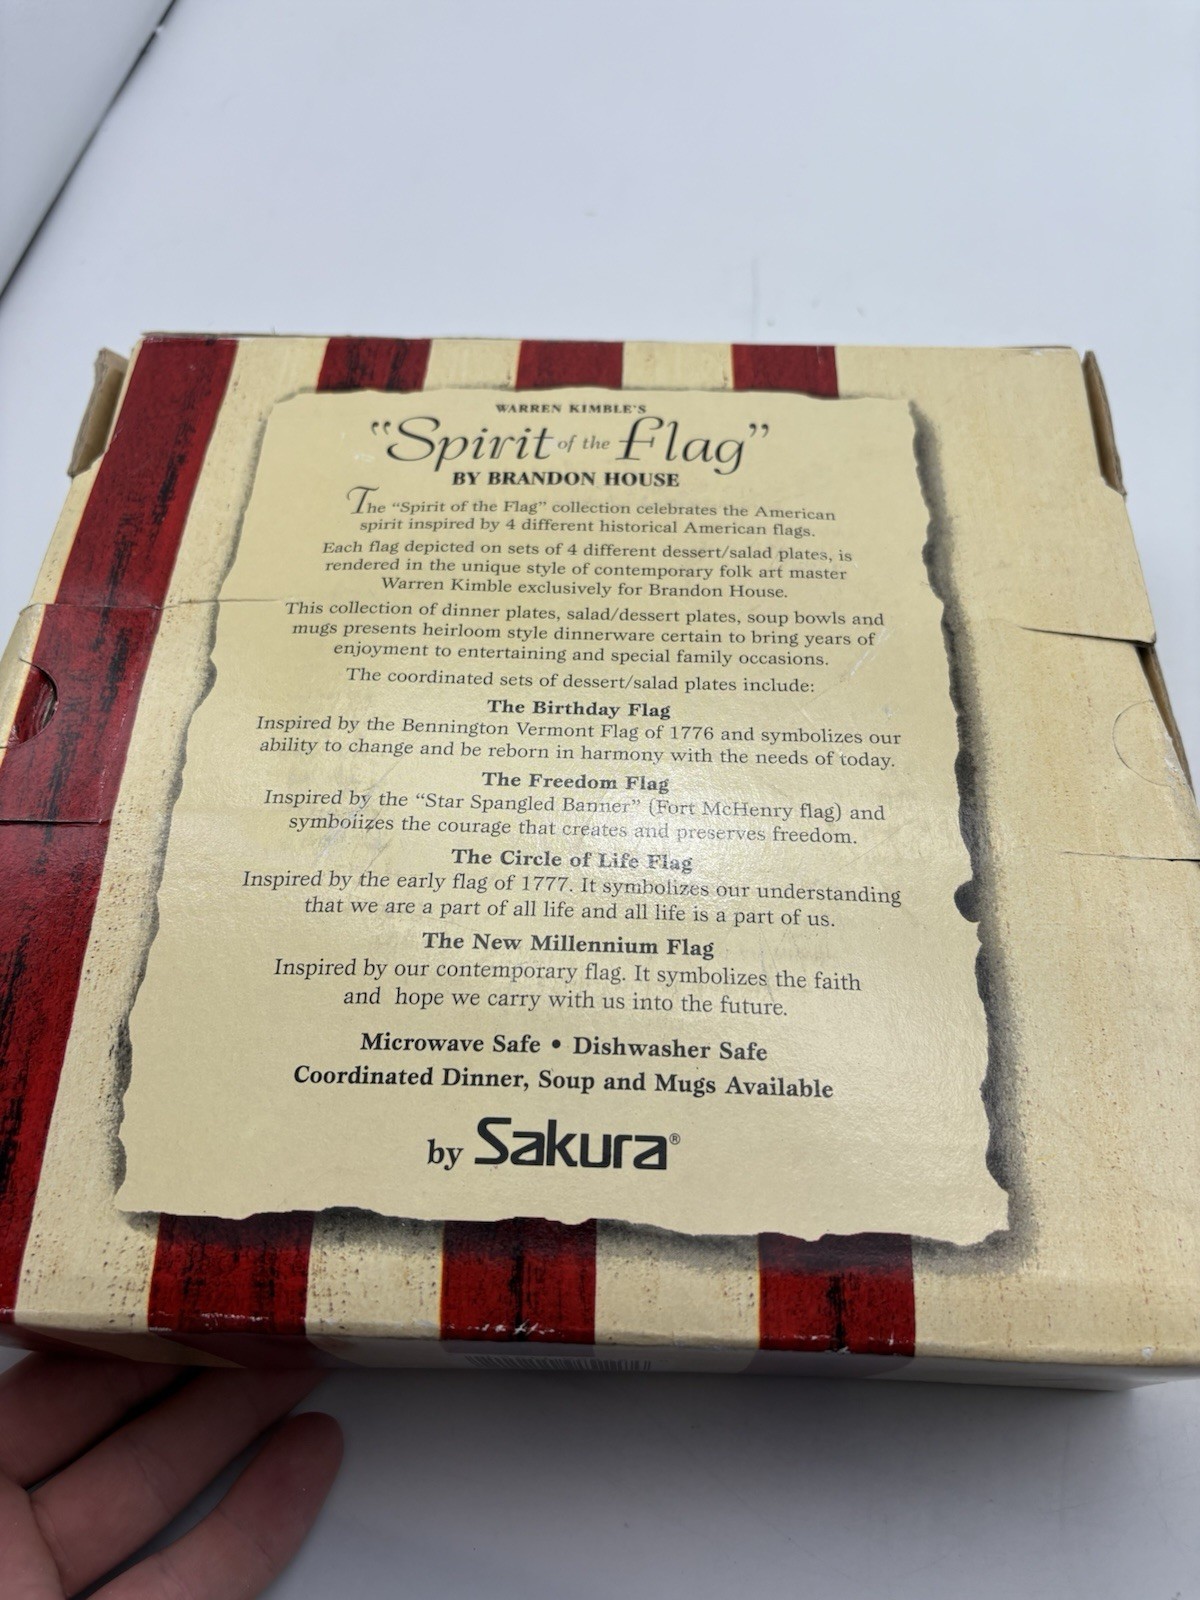 WARREN KIMBLE'S
“Spirit of the Flag”
BY BRANDON HOUSE
The “Spirit of the Flag” collection celebrates the American
spirit inspired by 4 different historical American flags.
Each flag depicted on sets of 4 different dessert/salad plates, is
rendered in the unique style of contemporary folk art master
Warren Kimble exclusively for Brandon House.
This collection of dinner plates, salad/dessert plates, soup bowls and
mugs presents heirloom style dinnerware certain to bring years of
enjoyment to entertaining and special family occasions.
The coordinated sets of dessert/salad plates include:
The Birthday Flag
Inspired by the Bennington Vermont Flag of 1776 and symbolizes our
ability to change and be reborn in harmony with the needs of today.
The Freedom Flag
Inspired by the “Star Spangled Banner” (Fort McHenry flag) and
symbolizes the courage that creates and preserves freedom.
The Circle of Life Flag
Inspired by the early flag of 1777. It symbolizes our understanding
that we are a part of all life and all life is a part of us.
The New Millennium Flag
Inspired by our contemporary flag. It symbolizes the faith
and hope we carry with us into the future.
Microwave Safe • Dishwasher Safe
Coordinated Dinner, Soup and Mugs Available
by Sakura®